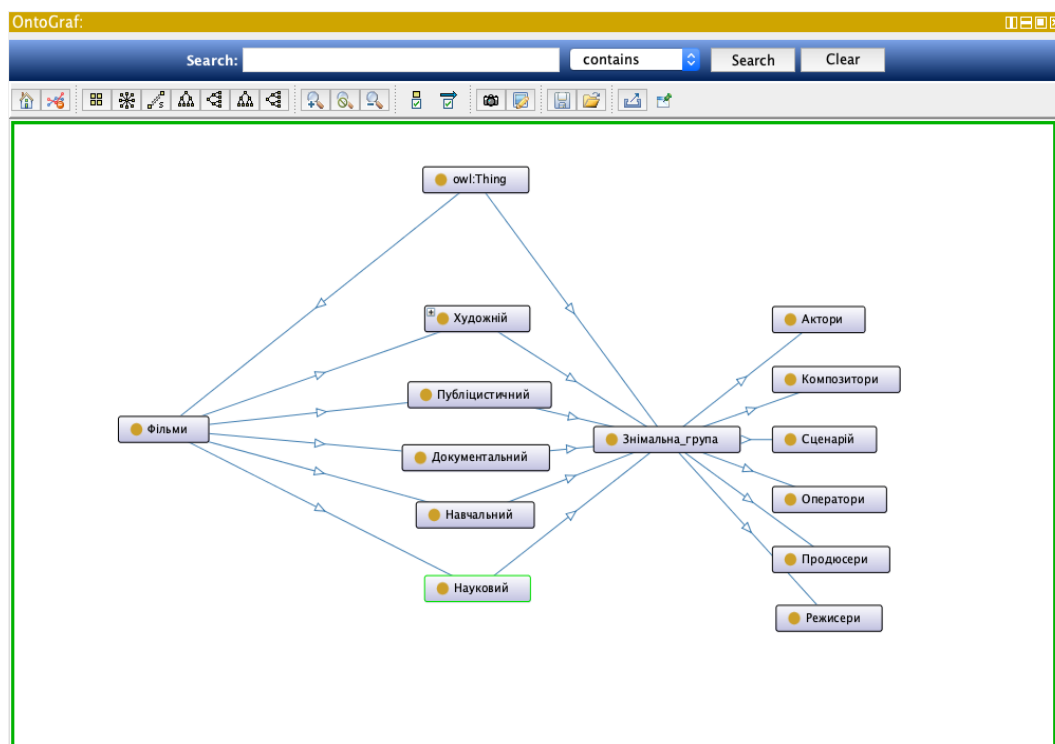 OntoGraf:
Search:
contains
Search
Clear
owl:Thing
Художній
Актори
Композитори
Публіцистичний
Фільми
Знімальна_група
Сценарій
Документальний
Оператори
Навчальний
Продюсери
Науковий
Режисери